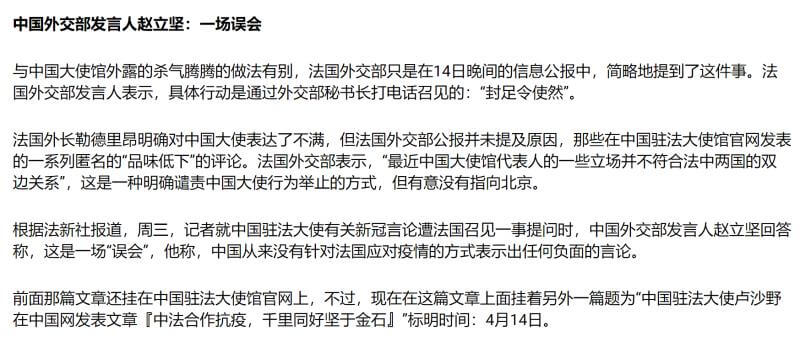 中国外交部发言人赵立坚：一场误会
与中国大使馆外露的杀气腾腾的做法有别，法国外交部只是在14日晚间的信息公报中，简略地提到了这件事。法
国外交部发言人表示，具体行动是通过外交部秘书长打电话召见的：“封足令使然”。
法国外长勒德里昂明确对中国大使表达了不满，但法国外交部公报并未提及原因，那些在中国驻法大使馆官网发表
的一系列匿名的“品味低下”的评论。法国外交部表示，“最近中国大使馆代表人的一些立场并不符合法中两国的双
边关系”，这是一种明确谴责中国大使行为举止的方式，但有意没有指向北京。
根据法新社报道，周三，记者就中国驻法大使有关新冠言论遭法国召见一事提问时，中国外交部发言人赵立坚回答
称，这是一场“误会”，他称，中国从来没有针对法国应对疫情的方式表示出任何负面的言论。
前面那篇文章还挂在中国驻法大使馆官网上，不过，现在在这篇文章上面挂着另外一篇题为“中国驻法大使卢沙野
在中国网发表文章『中法合作抗疫，千里同好坚于金石』”标明时间：4月14日。